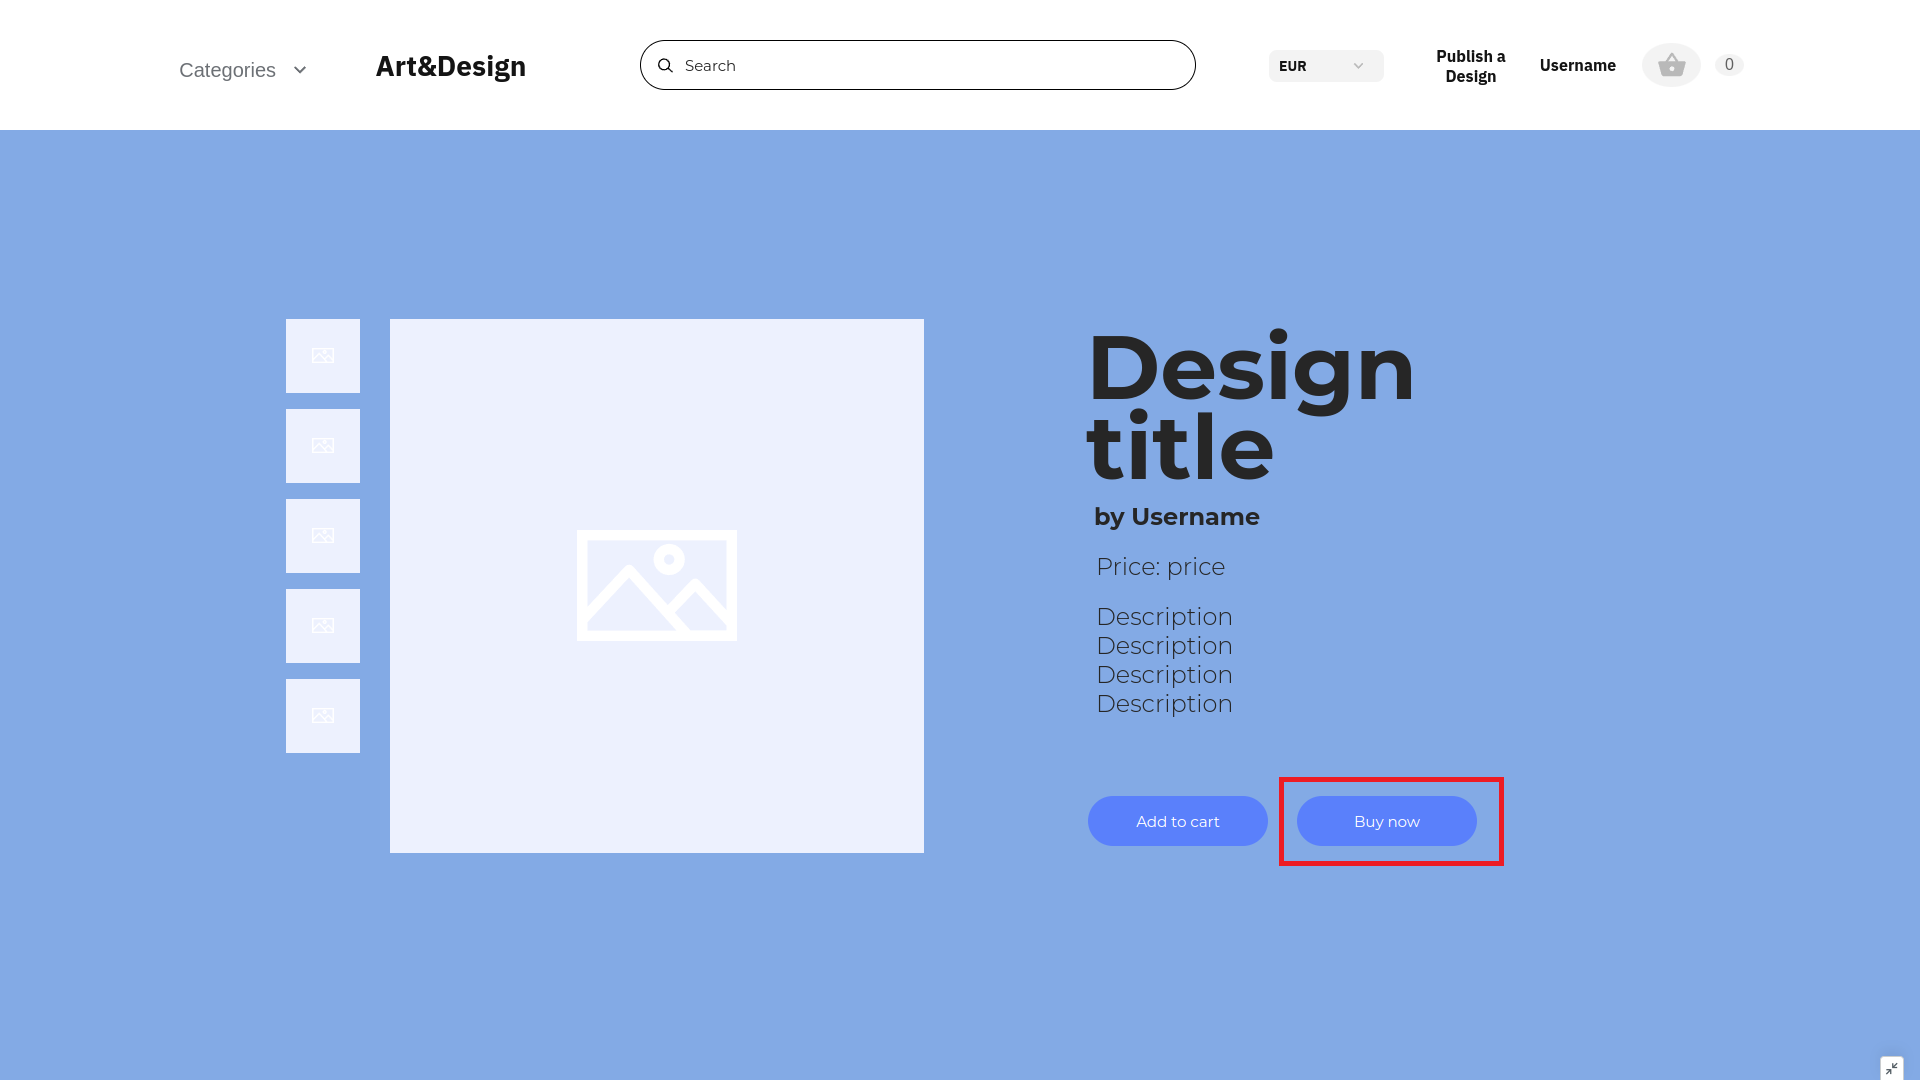 Categories
Art&Design
Search
EUR
Publish a
Design
Username
0
Design
title
by Username
Price: price
Description
Description
Description
Description
Add to cart
Buy now